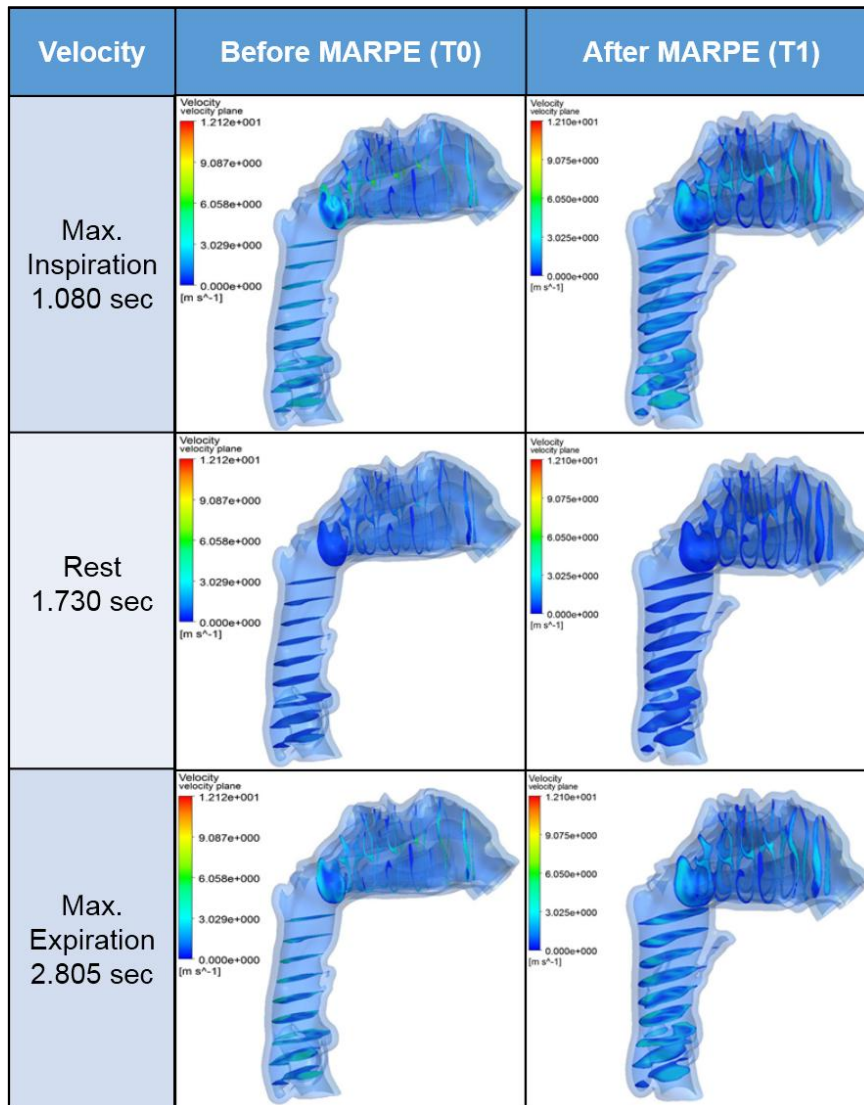 Velocity
Before MARPE (T0)
After MARPE (T1)
Max.
Inspiration
1.080 sec
Velocity
velocity plane
1.212e+001
9.087e+000
6.058e+000
3.029e+000
0.000e+000
[m s^-1]
Velocity
velocity plane
1.210e+001
9.075e+000
6.050e+000
3.025e+000
0.000e+000
[m s^-1]
Rest
1.730 sec
Velocity
velocity plane
1.212e+001
9.087e+000
6.058e+000
3.029e+000
0.000e+000
[m s^-1]
Velocity
velocity plane
1.210e+001
9.075e+000
6.050e+000
3.025e+000
0.000e+000
[m s^-1]
Max.
Expiration
2.805 sec
Velocity
velocity plane
1.212e+001
9.087e+000
6.058e+000
3.029e+000
0.000e+000
[m s^-1]
Velocity
velocity plane
1.210e+001
9.075e+000
6.050e+000
3.025e+000
0.000e+000
[m s^-1]